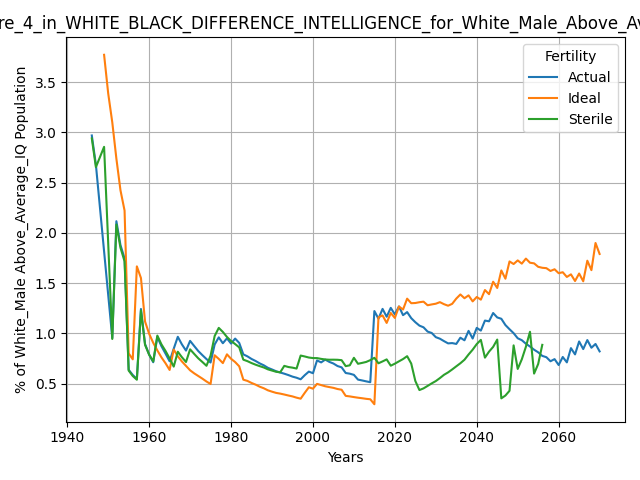 re_4_in_WHITE_BLACK_DIFFERENCE_INTELLIGENCE_for_White_Male_Above_Av
Fertility
Actual
Ideal
Sterile
% of White_Male Above_Average_IQ Population
3.5
3.0
2.5
2.0
1.5
1.0
0.5
1940
1960
1980
2000
2020
2040
2060
Years